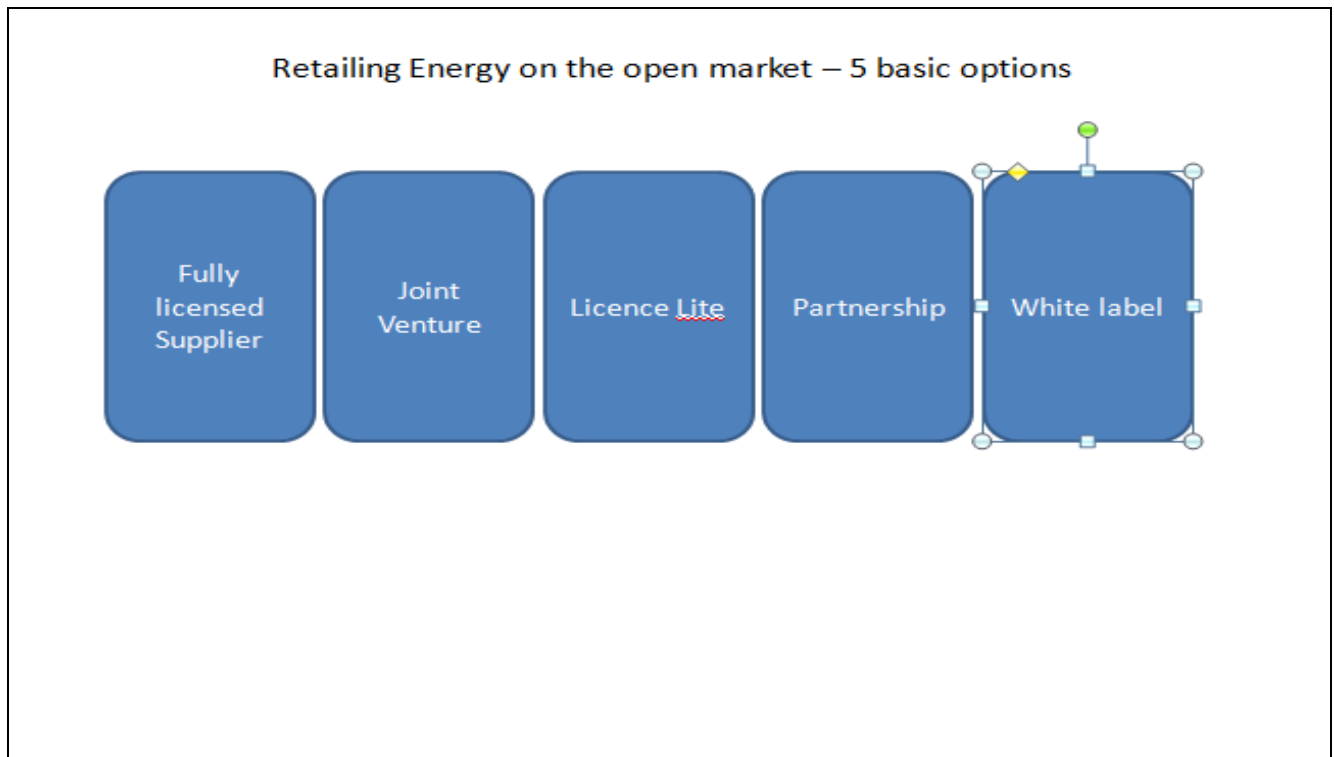 Retailing Energy on the open market – 5 basic options
Fully
licensed
Supplier
Joint
Venture
Licence Lite
Partnership
White label